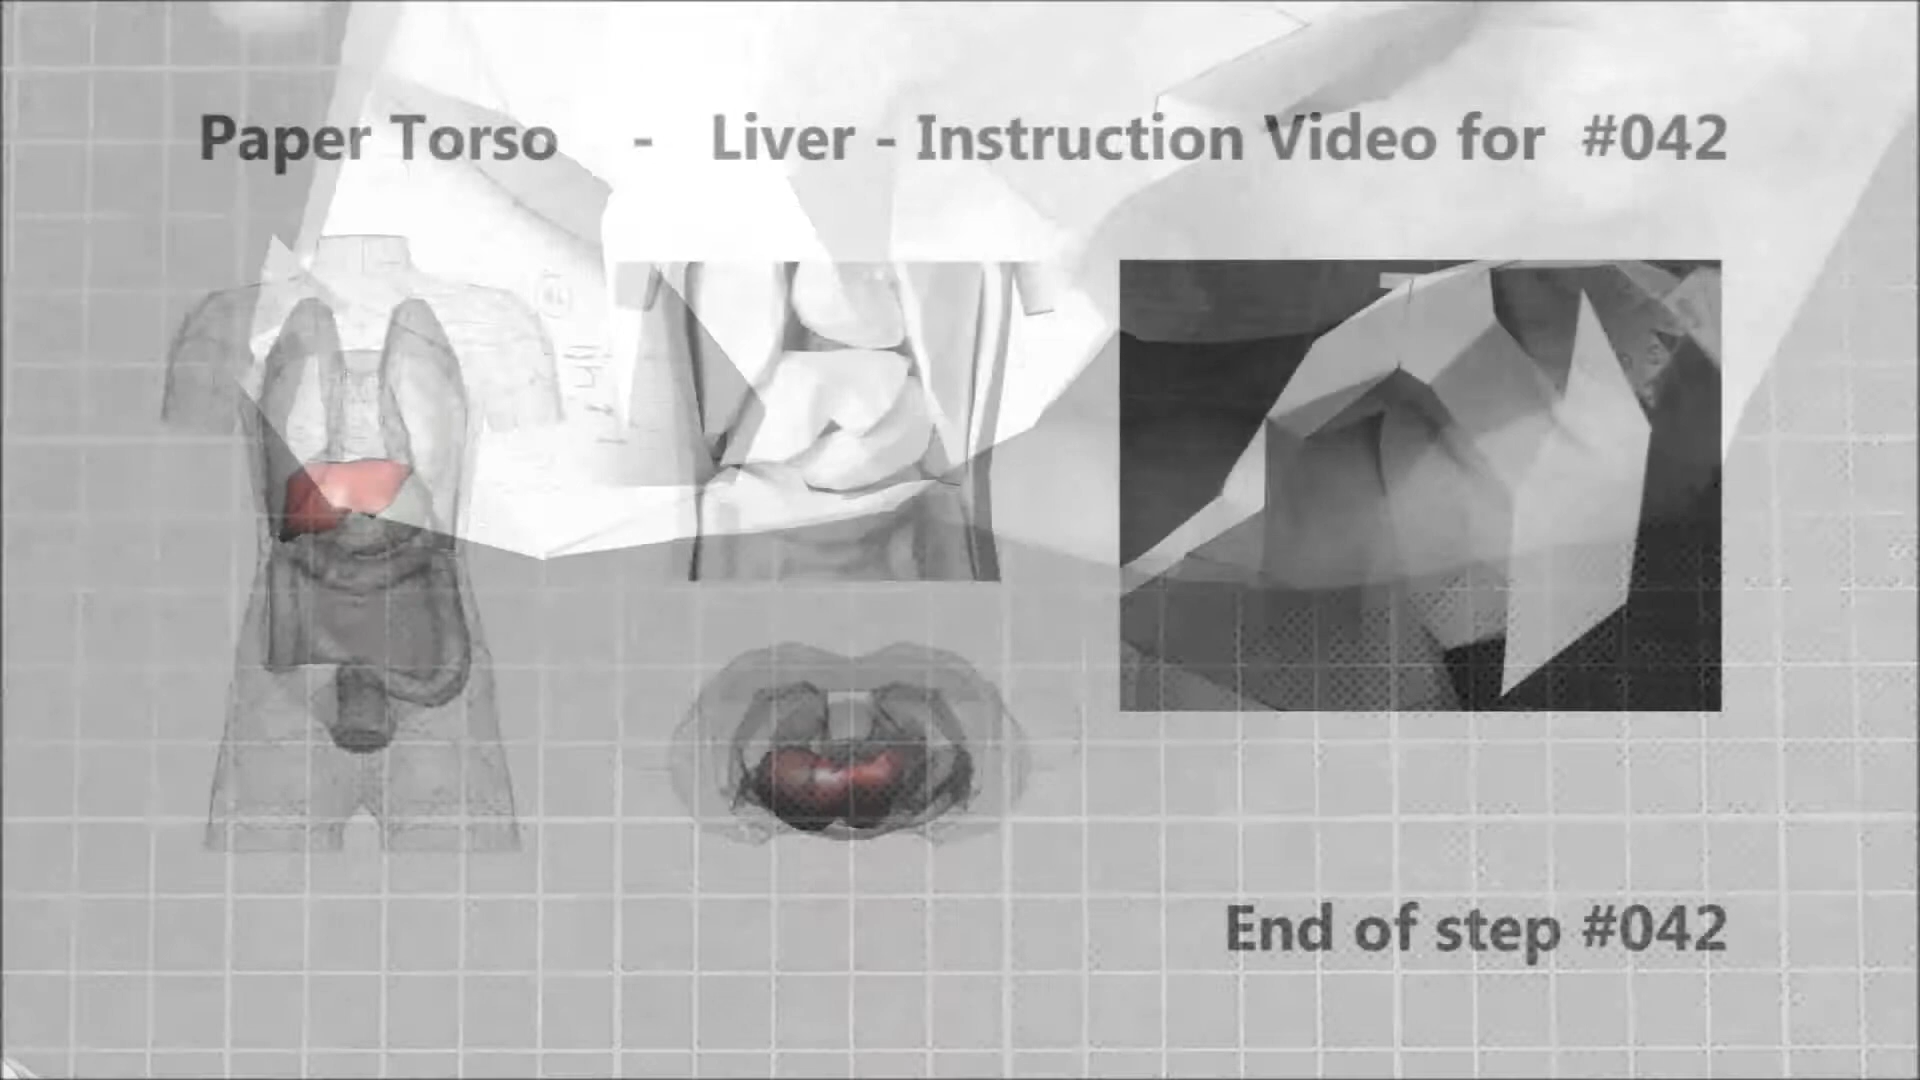 Paper Torso - Liver - Instruction Video for #042
End of step #042